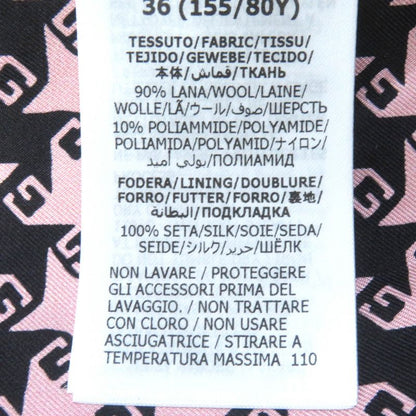 36 (155/80Y)
TESSUTO/FABRIC/TISSU/
TEJIDO/GEWEBE/TECIDO/
本体/قماش/ТКАНЬ
90% LANA/WOOL/LAINE/
WOLLE/LÃ/ウール/صوف/ШЕРСТЬ
10% POLIAMMIDE/POLYAMIDE/
POLIAMIDA/POLYAMID/ナイロン/
بولي أميد/ПОЛИАМИД
FODERA/LINING/DOUBLURE/
FORRO/FUTTER/FORRO/裏地/
البطانة/ПОДКЛАДКА
100% SETA/SILK/SOIE/SEDA/
SEIDE/シルク/حرير/ШЁЛК
NON LAVARE / PROTEGGERE
GLI ACCESSORI PRIMA DEL
LAVAGGIO. / NON TRATTARE
CON CLORO / NON USARE
ASCIUGATRICE / STIRARE A
TEMPERATURA MASSIMA 110